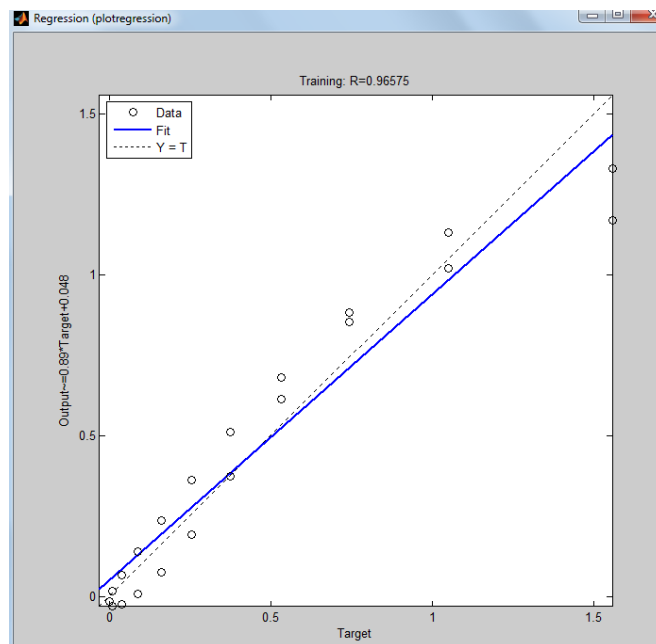 Regression (plotregression)
Training: R=0.96575
Data
Fit
Y = T
Output~=0.89*Target+0.048
1.5
1
0.5
0
0
0.5
1
1.5
Target